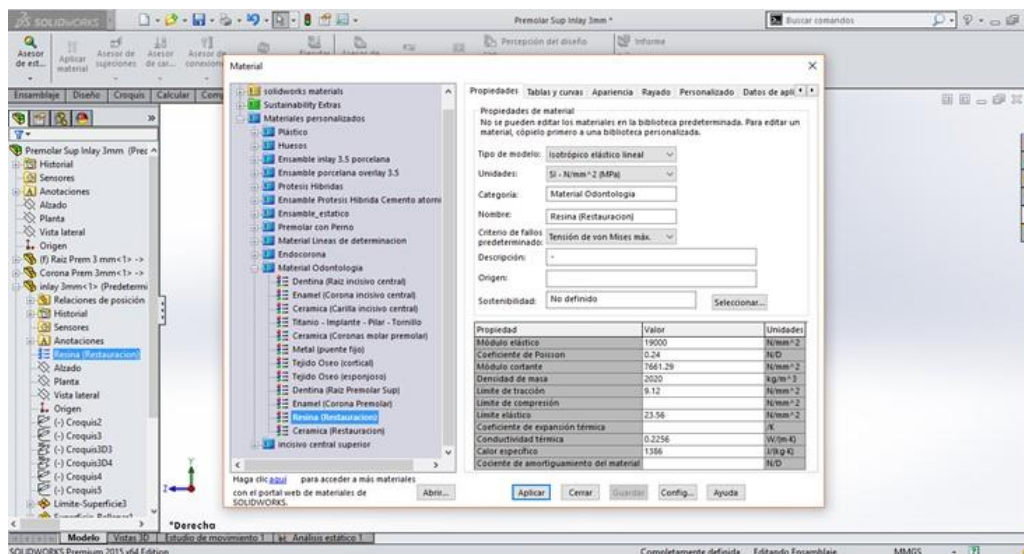 SOLIDWORKS
Premolar Sup Inlay 3mm *
Buscar comandos
Asesor de est...
Aplicar material
Asesor de sujeciones
Asesor de car...
Asesor de conexion
Percepción del diseño
Informe
Ensamblaje Diseño Croquis Calcular Com
Premolar Sup Inlay 3mm (Prec
Historial
Sensores
Anotaciones
Alzado
Planta
Vista lateral
Origen
(f) Raiz Prem 3 mm<1> ->
Corona Prem 3mm<1> ->
inlay 3mm<1> (Predetermi
Relaciones de posición
Historial
Sensores
Anotaciones
Resina (Restauracion)
Alzado
Planta
Vista lateral
Origen
(-) Croquis2
(-) Croquis3
(-) Croquis3D3
(-) Croquis3D4
(-) Croquis4
(-) Croquis5
Limite-Superficie3
Material
solidworks materials
Sustainability Extras
Materiales personalizados
Plástico
Huesos
Ensamble inlay 3.5 porcelana
Ensamble porcelana overlay 3.5
Protesis Hibridas
Ensamble Protesis Hibrida Cemento atorni
Ensamble_estatico
Premolar con Perno
Material Lineas de determinacion
Endocorona
Material Odontologia
Dentina (Raiz incisivo central)
Enamel (Corona incisivo central)
Ceramica (Carilla incisivo central)
Titanio - Implante - Pilar - Tornillo
Ceramica (Coronas molar premolar)
Metal (puente fijo)
Tejido Oseo (cortical)
Tejido Oseo (esponjoso)
Dentina (Raiz Premolar Sup)
Enamel (Corona Premolar)
Resina (Restauracion)
Ceramica (Restauracion)
incisivo central superior
Haga clic aquí para acceder a más materiales
con el portal web de materiales de
SOLIDWORKS.
Abrir...
Propiedades Tablas y curvas Apariencia Rayado Personalizado Datos de apli
Propiedades de material
No se pueden editar los materiales en la biblioteca predeterminada. Para editar un
material, cópielo primero a una biblioteca personalizada.
Tipo de modelo: Isotrópico elástico lineal
Unidades: SI - N/mm^2 (MPa)
Categoría: Material Odontologia
Nombre: Resina (Restauracion)
Criterio de fallos predeterminado: Tensión de von Mises máx.
Descripción: -
Origen:
Sostenibilidad: No definido Seleccionar...
Propiedad Valor Unidades
Módulo elástico 19000 N/mm^2
Coeficiente de Poisson 0.24 N/D
Módulo cortante 7661.29 N/mm^2
Densidad de masa 2020 kg/m^3
Límite de tracción 9.12 N/mm^2
Límite de compresión N/mm^2
Límite elástico 23.56 N/mm^2
Coeficiente de expansión térmica /K
Conductividad térmica 0.2256 W/(m·K)
Calor específico 1386 J/(kg·K)
Cociente de amortiguamiento del material N/D
Aplicar Cerrar Guardar Config... Ayuda
*Derecha
Modelo Vistas 3D Estudio de movimiento 1 Análisis estático 1
SOLIDWORKS Premium 2015 x64 Edition
Completamente definida Editando Ensamblaje MMGS